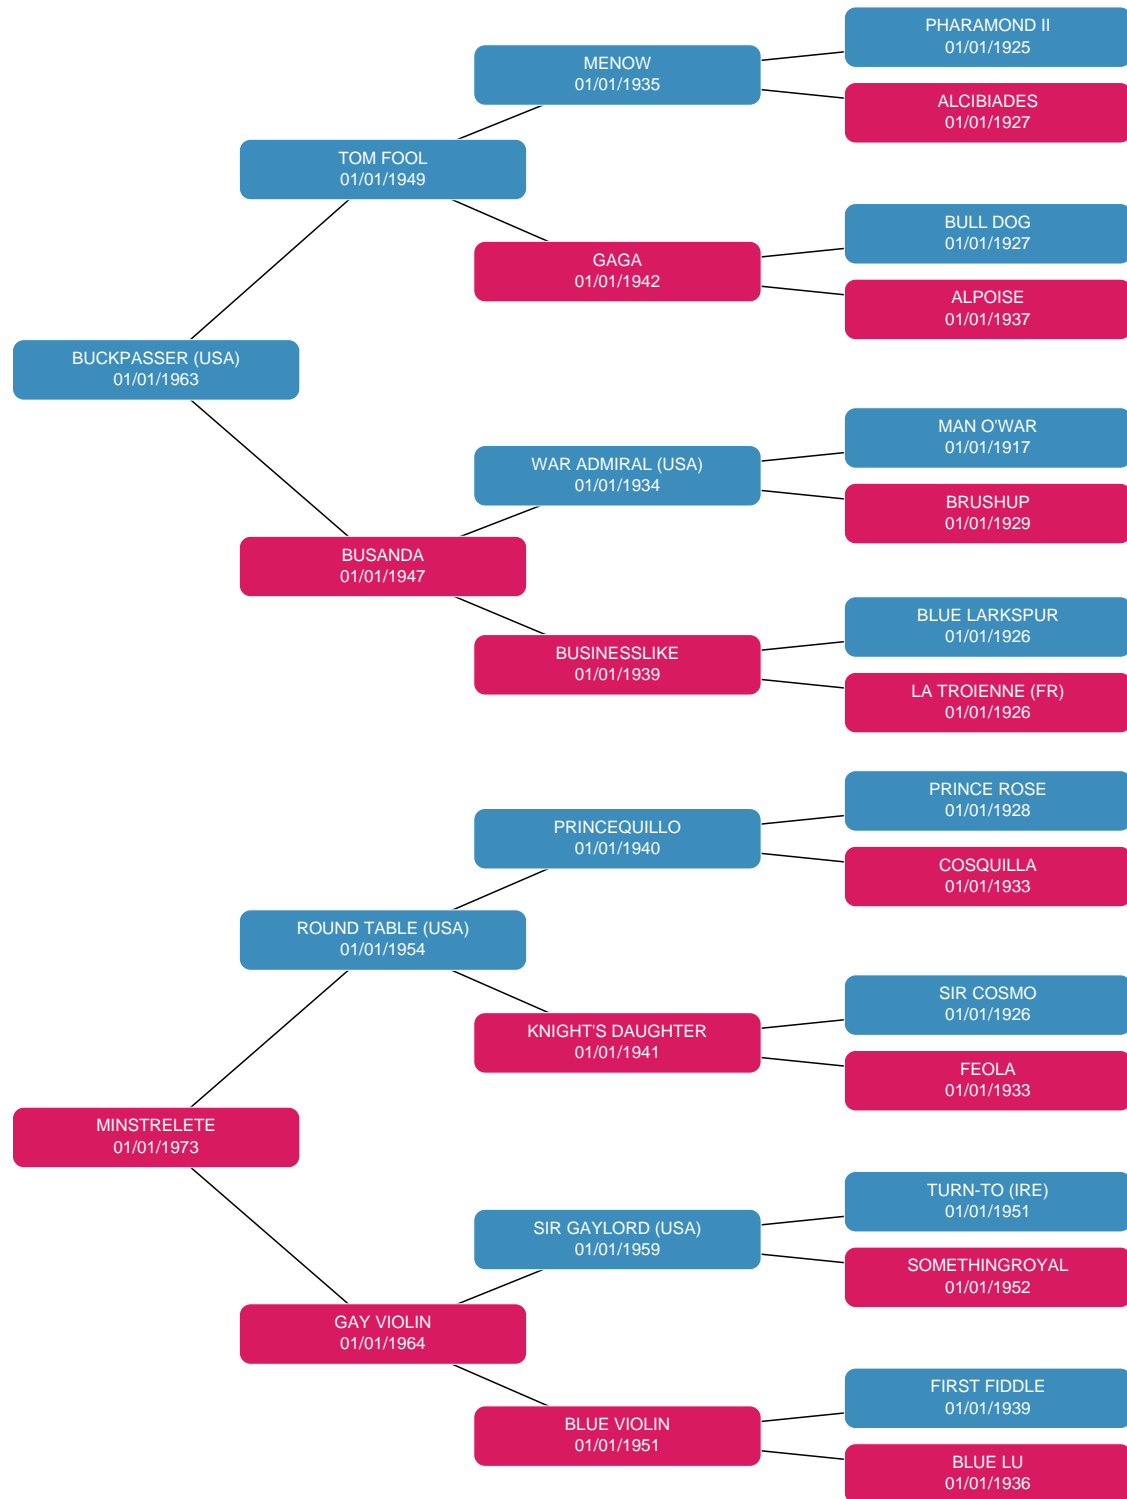 PHARAMOND II
01/01/1925
MENOW
01/01/1935
ALCIBIADES
01/01/1927
TOM FOOL
01/01/1949
BULL DOG
01/01/1927
GAGA
01/01/1942
ALPOISE
01/01/1937
BUCKPASSER (USA)
01/01/1963
MAN O'WAR
01/01/1917
WAR ADMIRAL (USA)
01/01/1934
BRUSHUP
01/01/1929
BUSANDA
01/01/1947
BLUE LARKSPUR
01/01/1926
BUSINESSLIKE
01/01/1939
LA TROIENNE (FR)
01/01/1926
PRINCE ROSE
01/01/1928
PRINCEQUILLO
01/01/1940
COSQUILLA
01/01/1933
ROUND TABLE (USA)
01/01/1954
SIR COSMO
01/01/1926
KNIGHT'S DAUGHTER
01/01/1941
FEOLA
01/01/1933
MINSTRELETE
01/01/1973
TURN-TO (IRE)
01/01/1951
SIR GAYLORD (USA)
01/01/1959
SOMETHINGROYAL
01/01/1952
GAY VIOLIN
01/01/1964
FIRST FIDDLE
01/01/1939
BLUE VIOLIN
01/01/1951
BLUE LU
01/01/1936